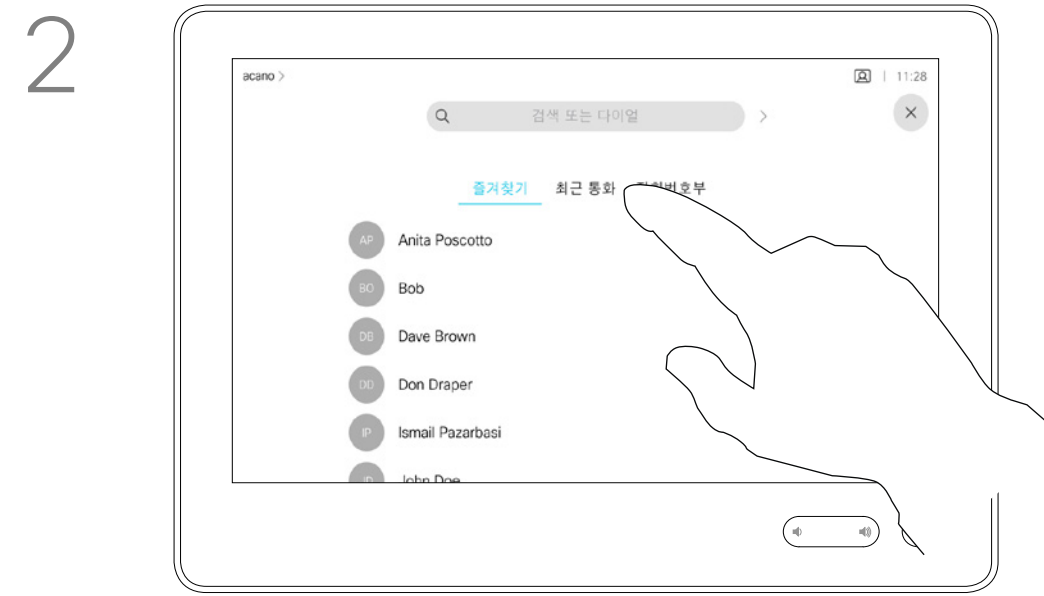 2
acano >
11:28
검색 또는 다이얼
즐겨찾기 최근 통화
AP Anita Poscotto
BO Bob
DB Dave Brown
DD Don Draper
IP Ismail Pazarbasi
John Doe